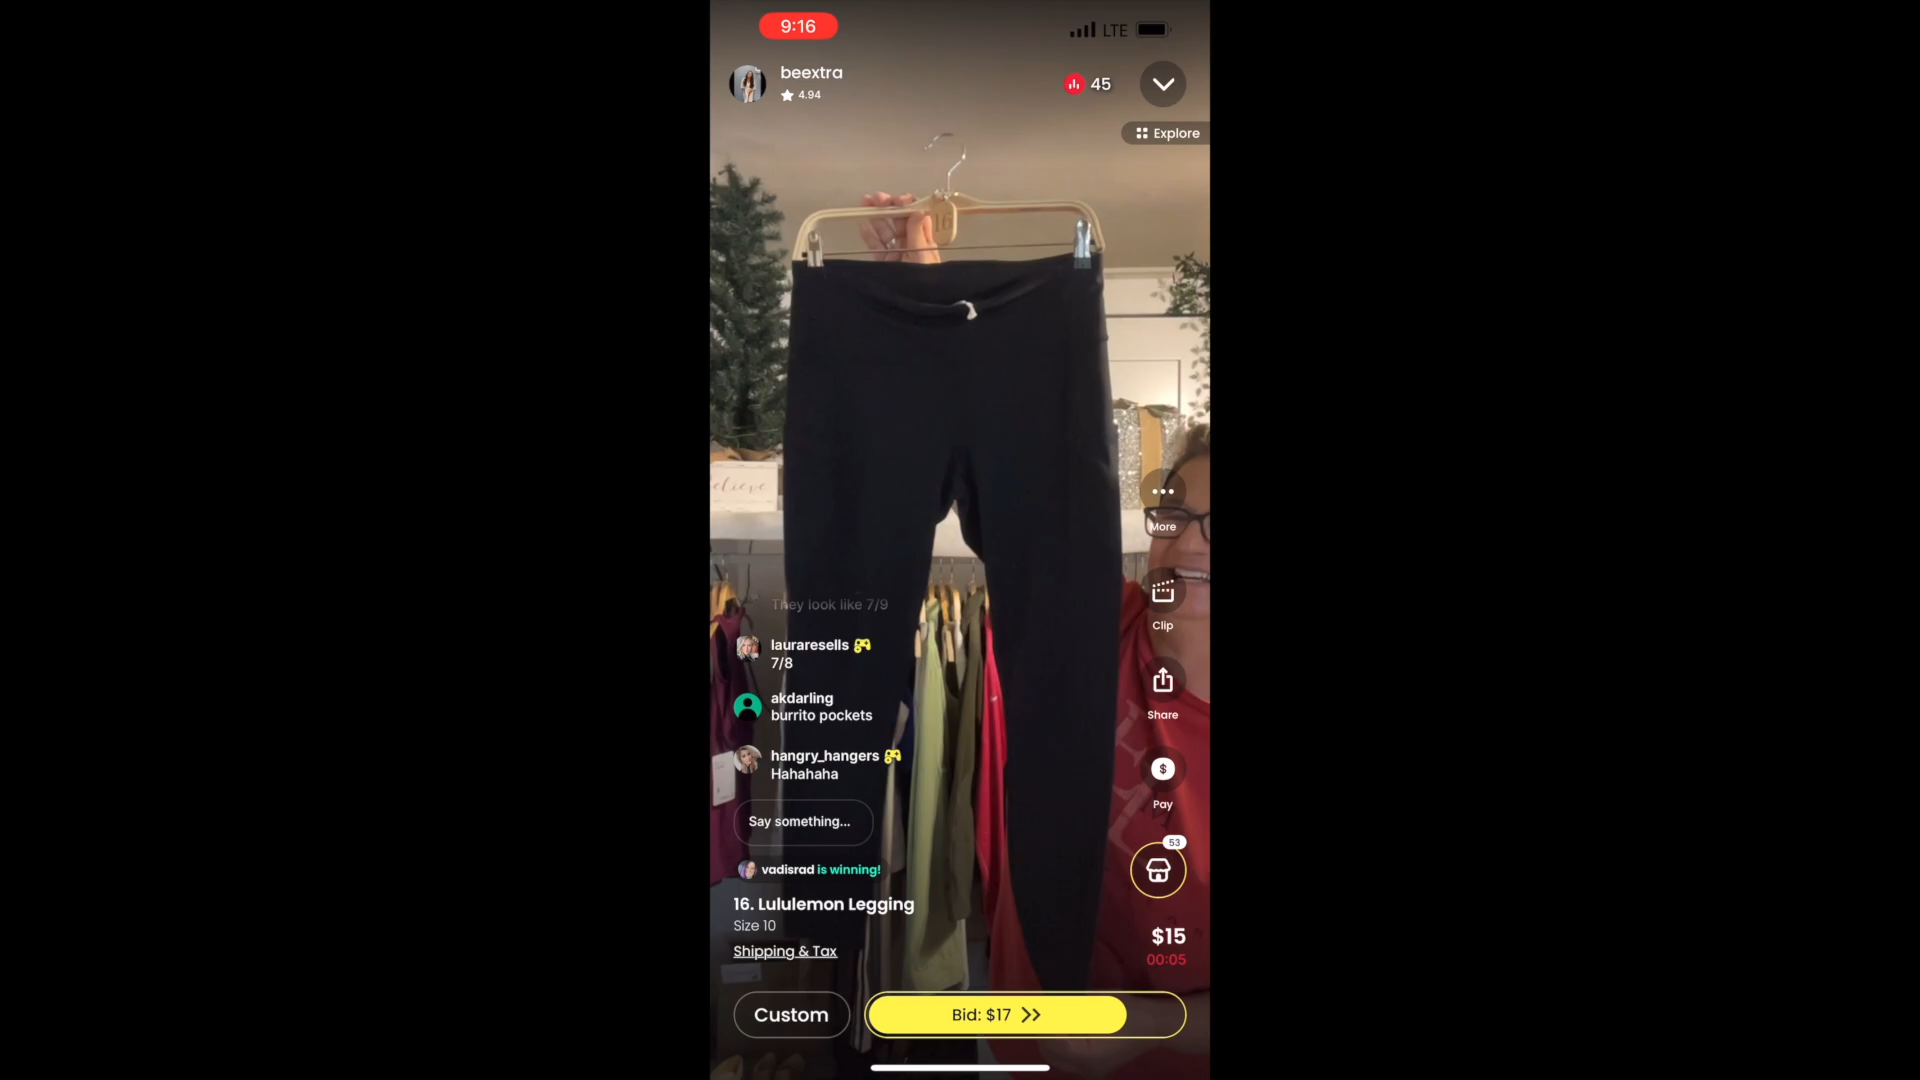 9:16
LTE
beextra
4.94
45
Explore
16
elieve
They look like 7/9
lauraresells
7/8
akdarling
burrito pockets
hangry_hangers
Hahahaha
Say something...
vadisrad is winning!
16. Lululemon Legging
Size 10
Shipping & Tax
More
Clip
Share
$
Pay
53
$15
00:05
Custom
Bid: $17